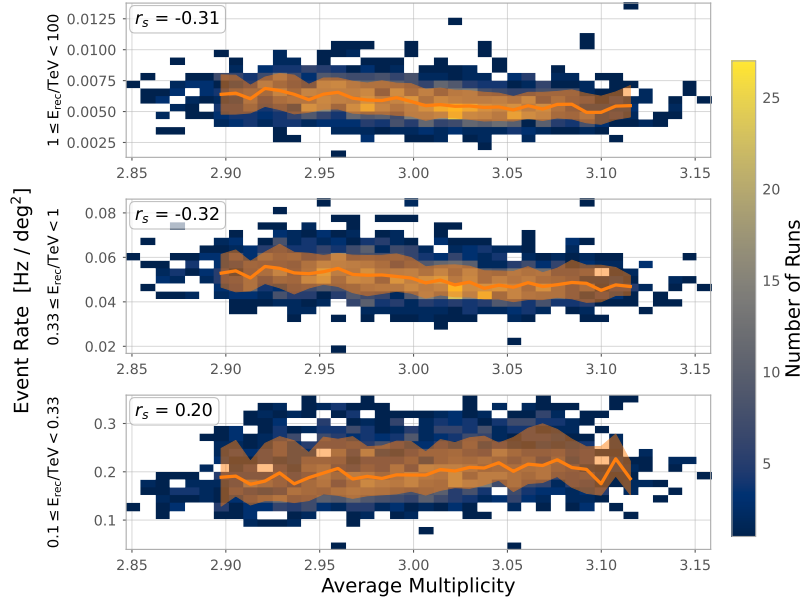 1 ≤ E_rec/TeV < 100
0.0125
0.0100
0.0075
0.0050
0.0025
r_s = -0.31
2.85 2.90 2.95 3.00 3.05 3.10 3.15
Event Rate [Hz / deg²]
0.33 ≤ E_rec/TeV < 1
0.08
0.06
0.04
0.02
r_s = -0.32
2.85 2.90 2.95 3.00 3.05 3.10 3.15
0.1 ≤ E_rec/TeV < 0.33
0.3
0.2
0.1
r_s = 0.20
2.85 2.90 2.95 3.00 3.05 3.10 3.15
Average Multiplicity
25
20
15
10
5
Number of Runs